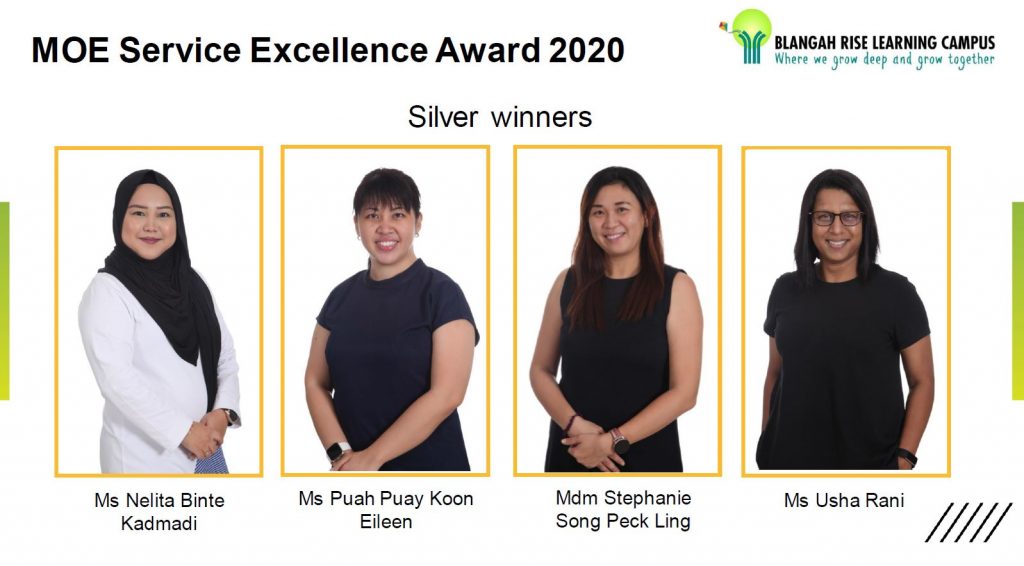 MOE Service Excellence Award 2020
BLANGAH RISE LEARNING CAMPUS
Where we grow deep and grow together
Silver winners
Ms Nelita Binte
Kadmadi
Ms Puah Puay Koon
Eileen
Mdm Stephanie
Song Peck Ling
Ms Usha Rani